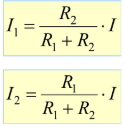 I₁ = R₂ / (R₁ + R₂) · I
I₂ = R₁ / (R₁ + R₂) · I